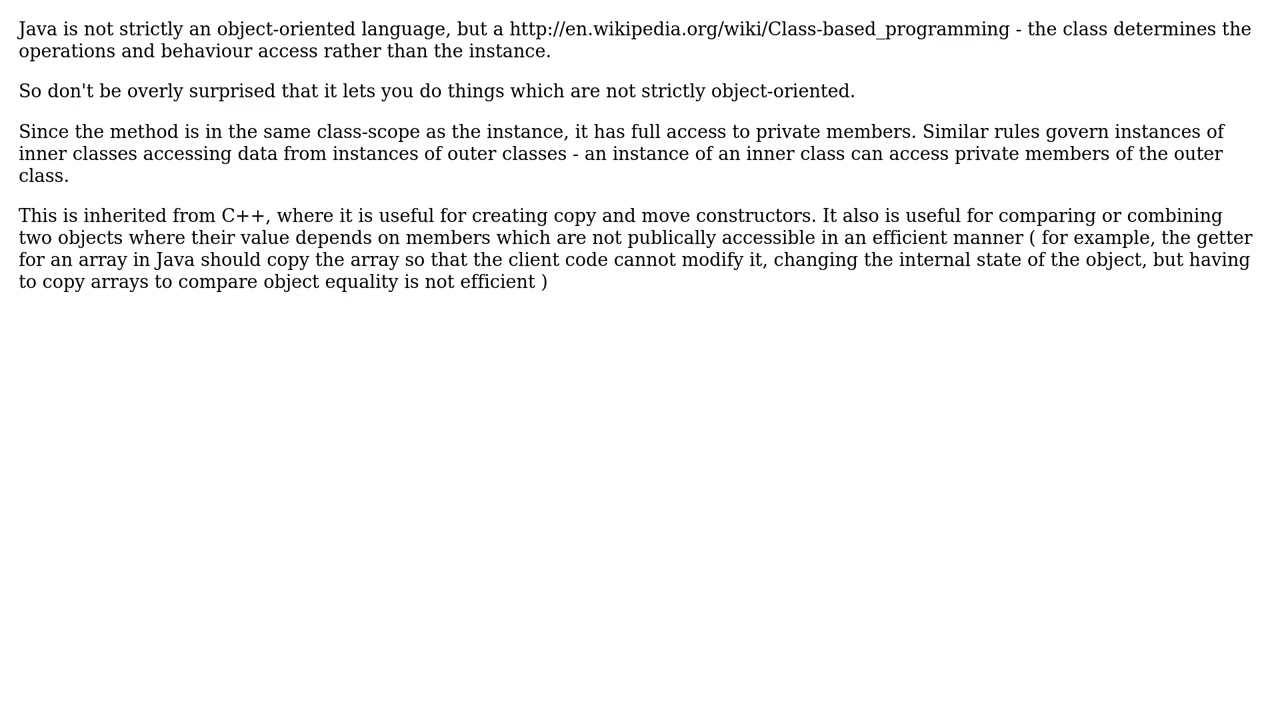 Java is not strictly an object-oriented language, but a http://en.wikipedia.org/wiki/Class-based_programming - the class determines the
operations and behaviour access rather than the instance.
So don't be overly surprised that it lets you do things which are not strictly object-oriented.
Since the method is in the same class-scope as the instance, it has full access to private members. Similar rules govern instances of
inner classes accessing data from instances of outer classes - an instance of an inner class can access private members of the outer
class.
This is inherited from C++, where it is useful for creating copy and move constructors. It also is useful for comparing or combining
two objects where their value depends on members which are not publically accessible in an efficient manner ( for example, the getter
for an array in Java should copy the array so that the client code cannot modify it, changing the internal state of the object, but having
to copy arrays to compare object equality is not efficient )